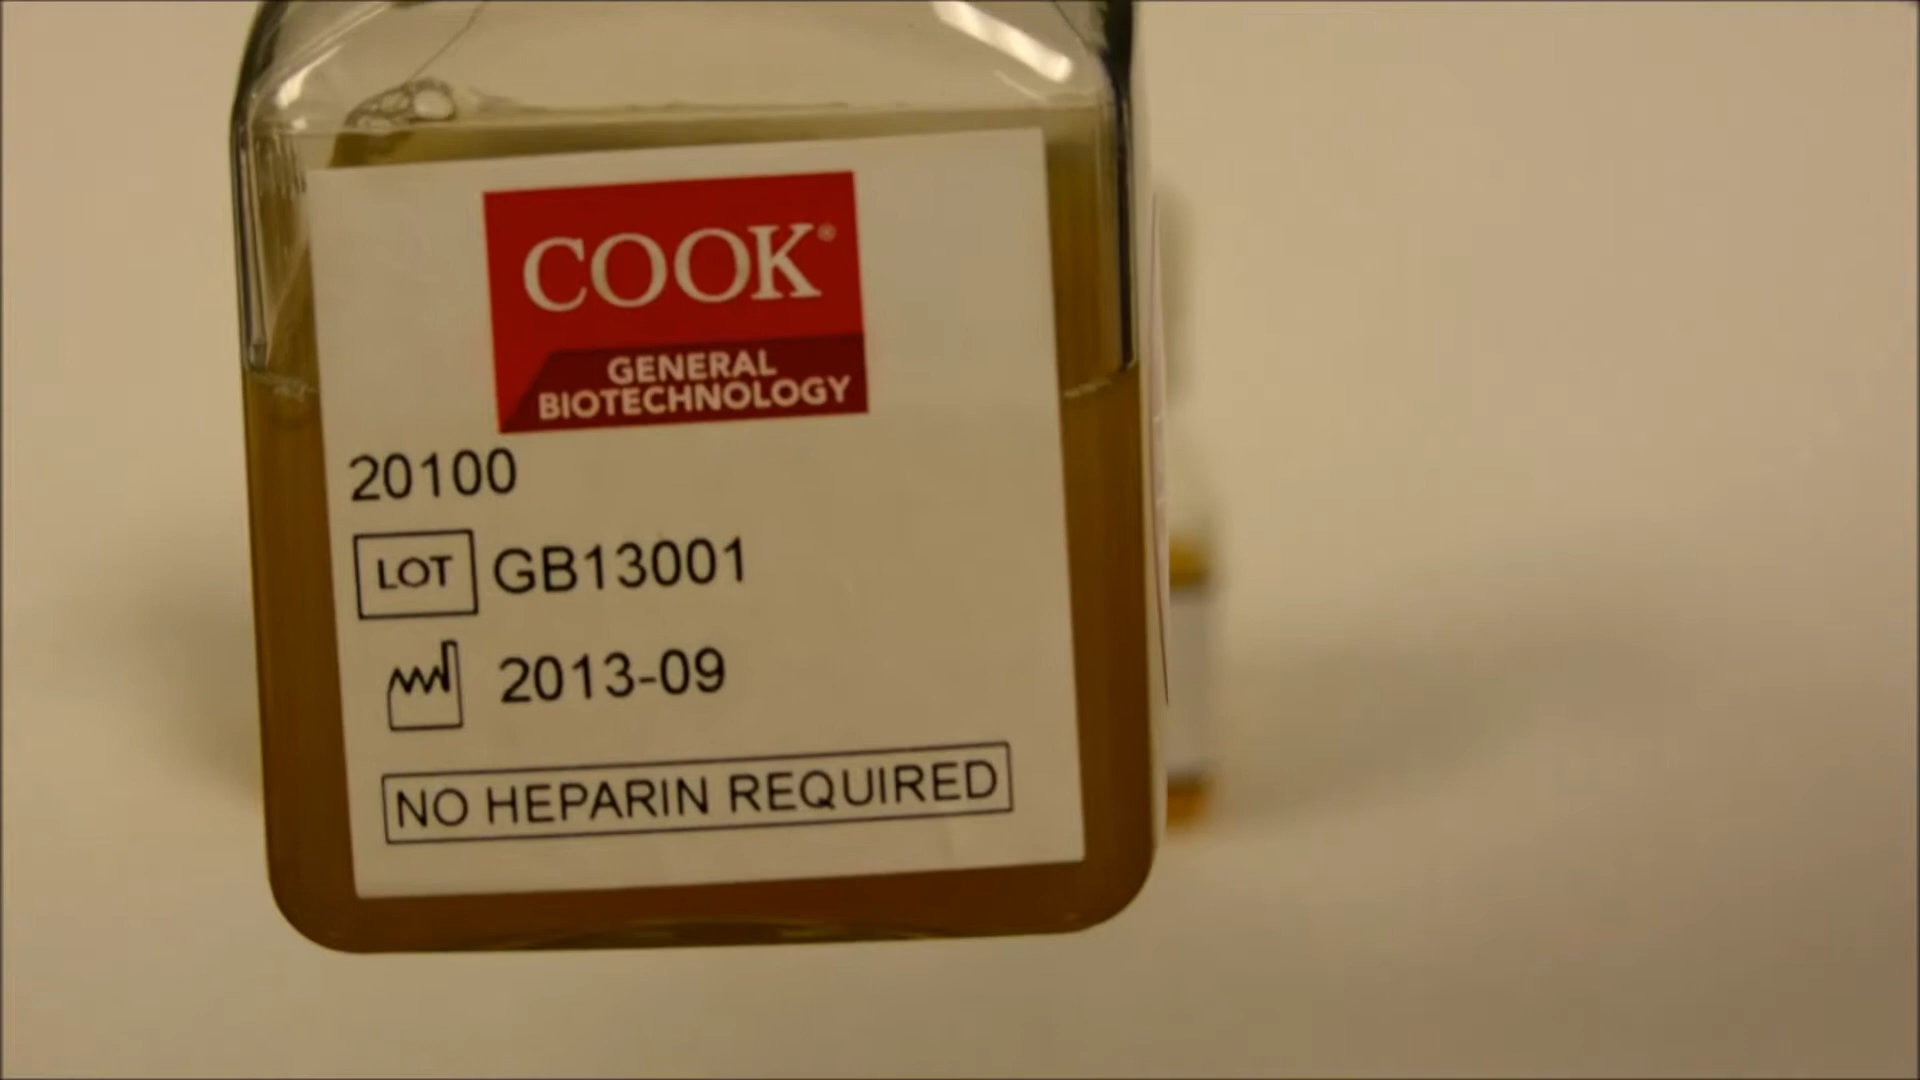 COOK®
GENERAL
BIOTECHNOLOGY
20100
LOT GB13001
2013-09
NO HEPARIN REQUIRED